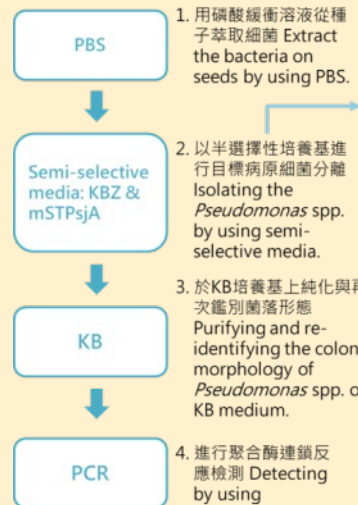 PBS
1. 用磷酸緩衝溶液從種
子萃取細菌 Extract
the bacteria on
seeds by using PBS.
Semi-selective
media: KBZ &
mSTPsjA
2. 以半選擇性培養基進
行目標病原細菌分離
Isolating the
Pseudomonas spp.
by using semi-
selective media.
KB
3. 於KB培養基上純化與再
次鑑別菌落形態
Purifying and re-
identifying the colon
morphology of
Pseudomonas spp. o
KB medium.
PCR
4. 進行聚合酶連鎖反
應檢測 Detecting
by using